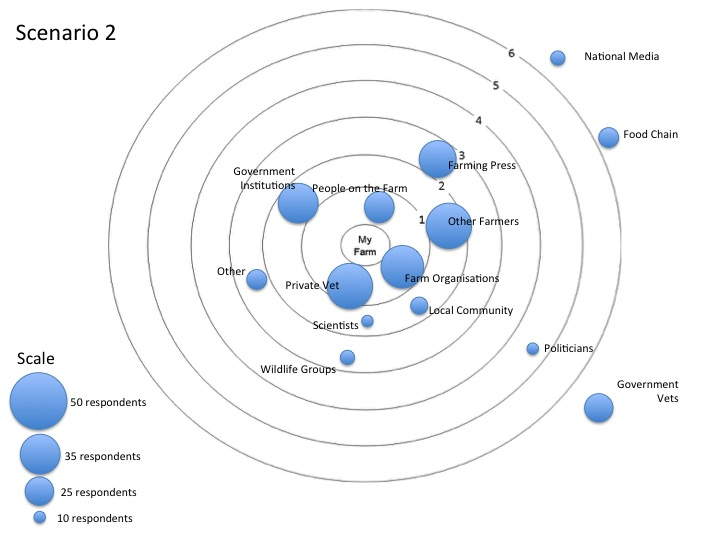 Scenario 2
6
National Media
5
4
Food Chain
3
Farming Press
Government
Institutions
People on the Farm
2
1
Other Farmers
My
Farm
Other
Private Vet
Farm Organisations
Local Community
Scientists
Politicians
Wildlife Groups
Government
Vets
Scale
50 respondents
35 respondents
25 respondents
10 respondents